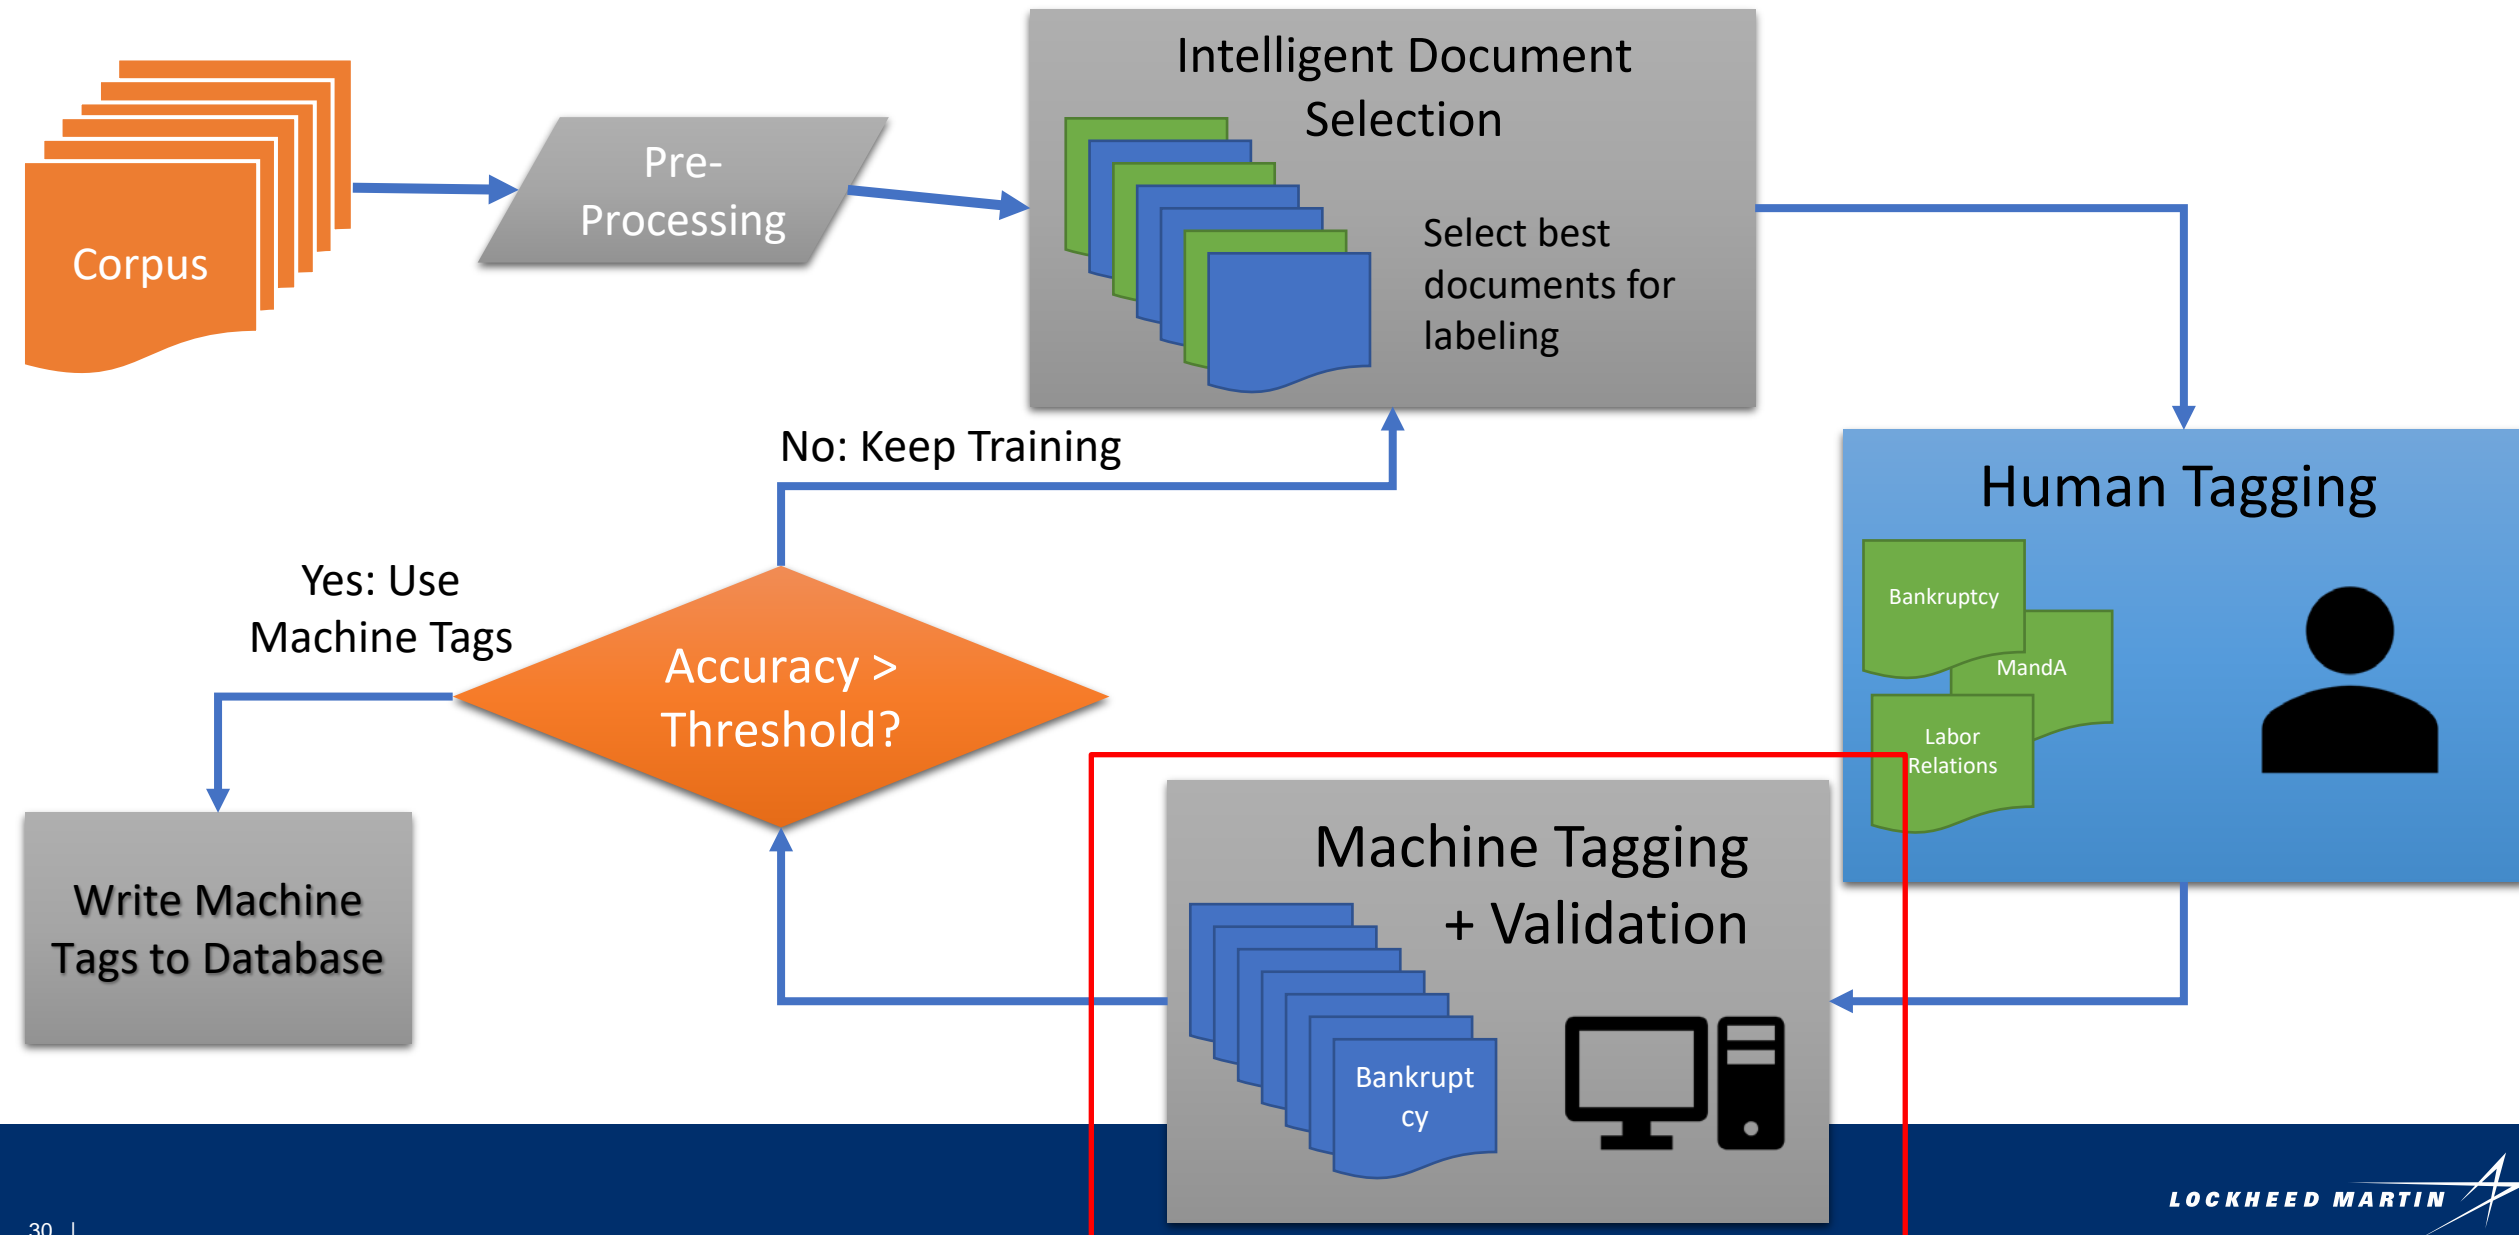 Intelligent Document
Selection
Pre-
Processing
Corpus
Select best
documents for
labeling
No: Keep Training
Human Tagging
Yes: Use
Machine Tags
Bankruptcy
MandA
Labor
Relations
Accuracy >
Threshold?
Machine Tagging
+ Validation
Write Machine
Tags to Database
Bankrupt
cy
LOCKHEED MARTIN
30 |